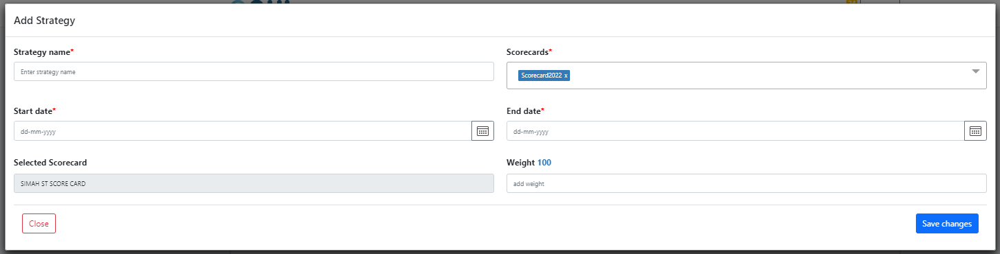 Add Strategy
Strategy name*
Scorecards*
Enter strategy name
Scorecard2022 x
Start date*
End date*
dd-mm-yyyy
dd-mm-yyyy
Selected Scorecard
Weight 100
SIMAH ST SCORE CARD
add weight
Close
Save changes